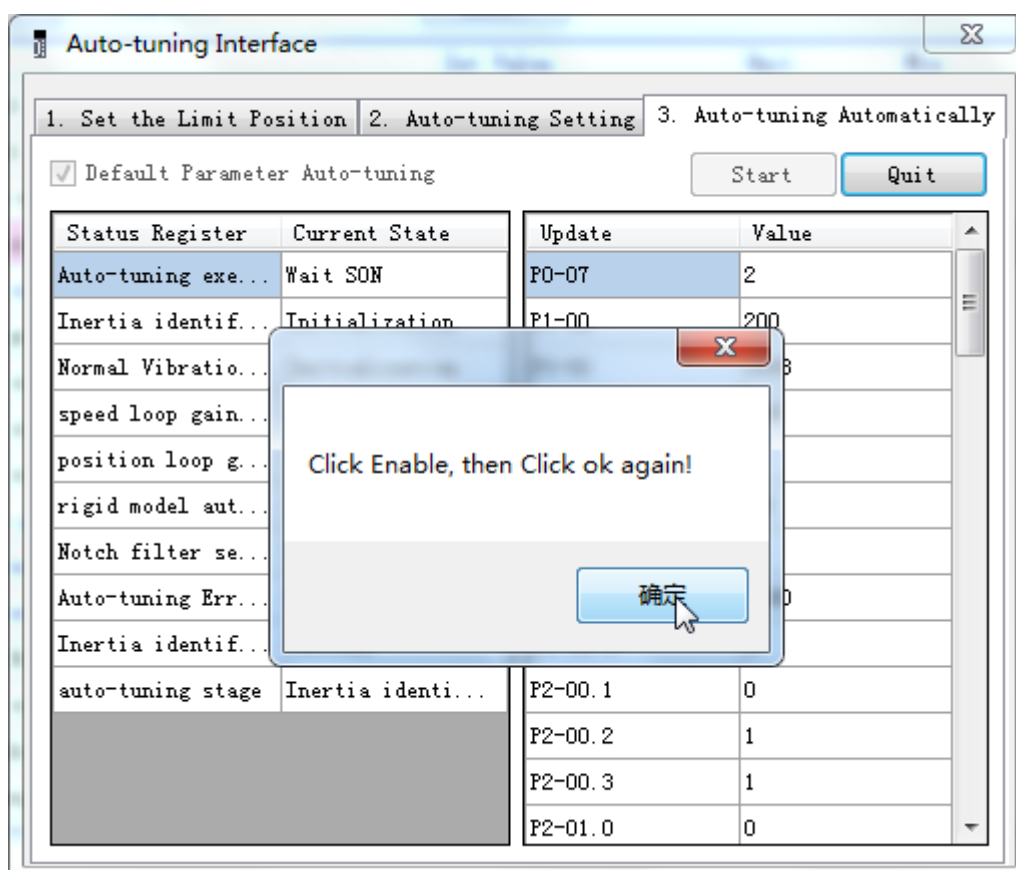 Auto-tuning Interface
1. Set the Limit Position 2. Auto-tuning Setting 3. Auto-tuning Automatically
Default Parameter Auto-tuning Start Quit
Status Register Current State Update Value
Auto-tuning exe... Wait SON P0-07 2
Inertia identif... Initialization P1-00 200
Normal Vibratio...
speed loop gain...
position loop g...
Click Enable, then Click ok again!
rigid model aut...
Notch filter se...
Auto-tuning Err...
确定
Inertia identif...
auto-tuning stage Inertia identi... P2-00.1 0
P2-00.2 1
P2-00.3 1
P2-01.0 0